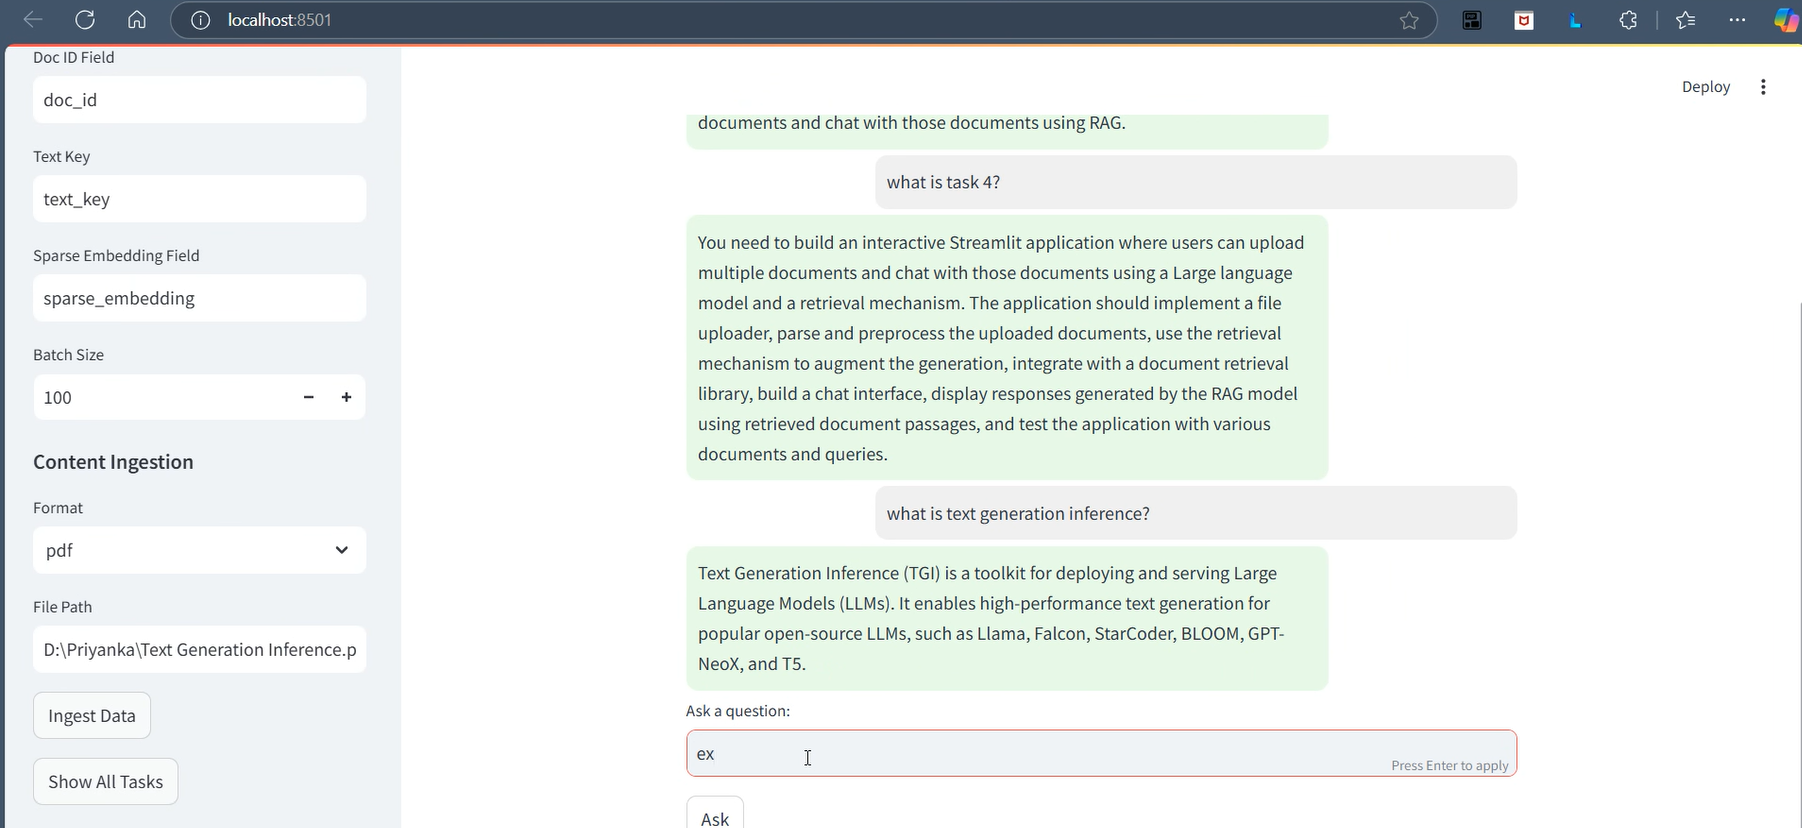 localhost:8501
Doc ID Field
doc_id
Text Key
text_key
Sparse Embedding Field
sparse_embedding
Batch Size
100
Content Ingestion
Format
pdf
File Path
D:\Priyanka\Text Generation Inference.p
Ingest Data
Show All Tasks
Deploy
documents and chat with those documents using RAG.
what is task 4?
You need to build an interactive Streamlit application where users can upload
multiple documents and chat with those documents using a Large language
model and a retrieval mechanism. The application should implement a file
uploader, parse and preprocess the uploaded documents, use the retrieval
mechanism to augment the generation, integrate with a document retrieval
library, build a chat interface, display responses generated by the RAG model
using retrieved document passages, and test the application with various
documents and queries.
what is text generation inference?
Text Generation Inference (TGI) is a toolkit for deploying and serving Large
Language Models (LLMs). It enables high-performance text generation for
popular open-source LLMs, such as Llama, Falcon, StarCoder, BLOOM, GPT-
NeoX, and T5.
Ask a question:
ex
Press Enter to apply
Ask